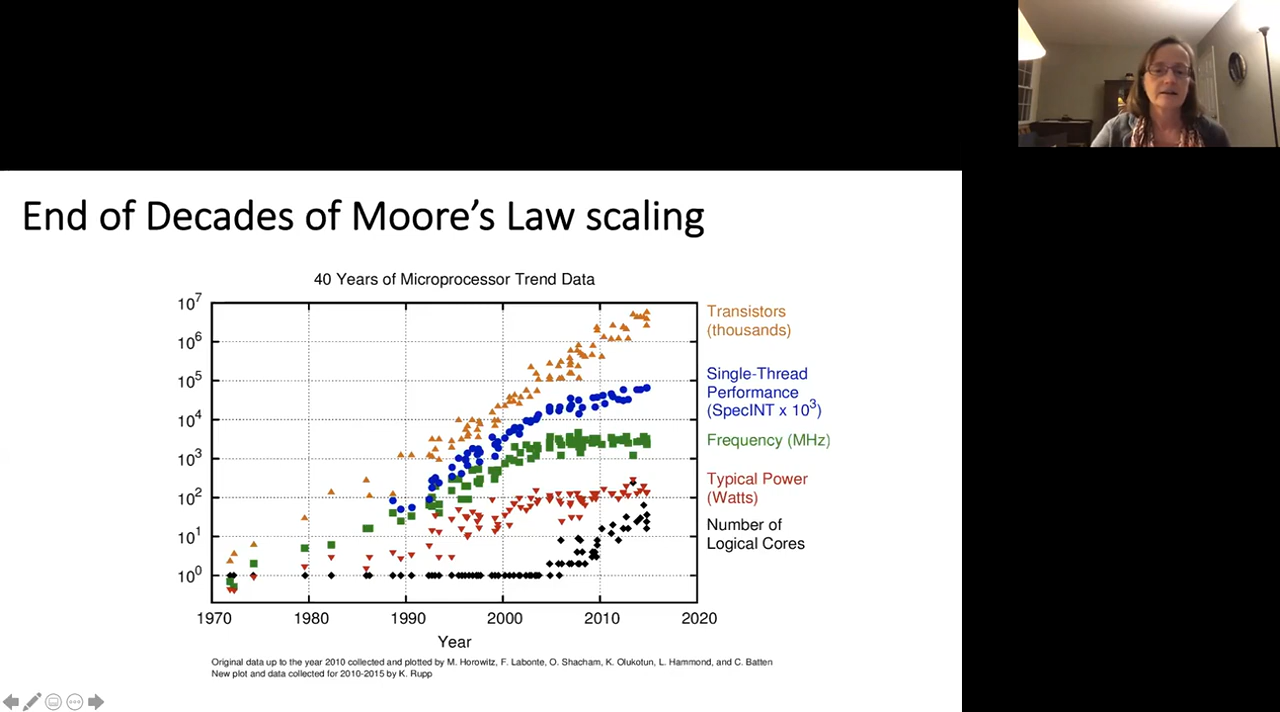 End of Decades of Moore's Law scaling
40 Years of Microprocessor Trend Data
10^7
10^6
10^5
10^4
10^3
10^2
10^1
10^0
1970 1980 1990 2000 2010 2020
Year
Transistors
(thousands)
Single-Thread
Performance
(SpecINT x 10^3)
Frequency (MHz)
Typical Power
(Watts)
Number of
Logical Cores
Original data up to the year 2010 collected and plotted by M. Horowitz, F. Labonte, O. Shacham, K. Olukotun, L. Hammond, and C. Batten
New plot and data collected for 2010-2015 by K. Rupp